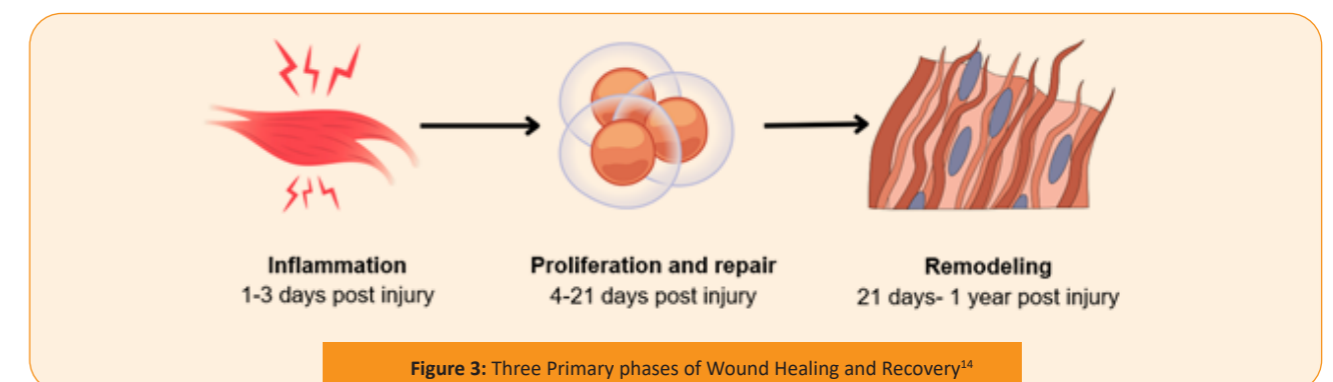 Inflammation
1-3 days post injury
Proliferation and repair
4-21 days post injury
Remodeling
21 days- 1 year post injury
Figure 3: Three Primary phases of Wound Healing and Recovery14